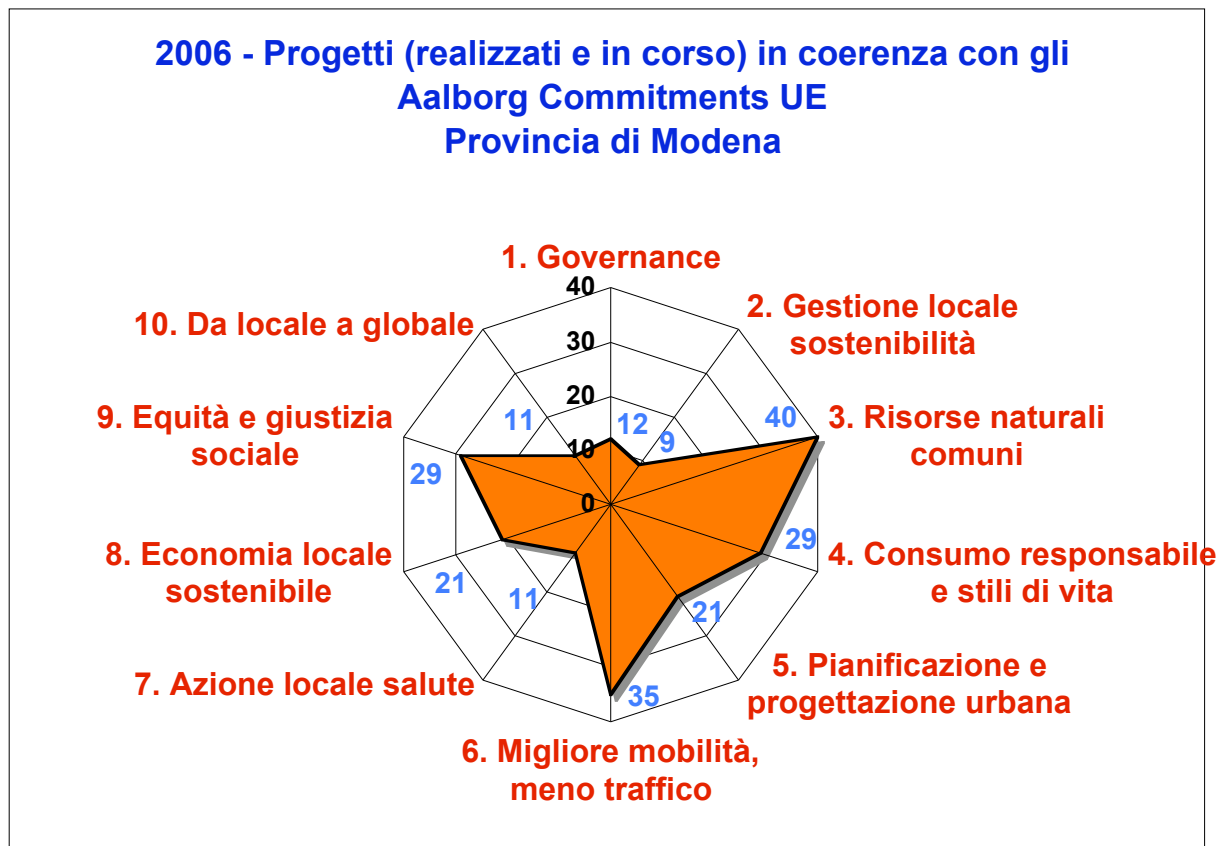 2006 - Progetti (realizzati e in corso) in coerenza con gli
Aalborg Commitments UE
Provincia di Modena
1. Governance
2. Gestione locale
sostenibilità
3. Risorse naturali
comuni
4. Consumo responsabile
e stili di vita
5. Pianificazione e
progettazione urbana
6. Migliore mobilità,
meno traffico
7. Azione locale salute
8. Economia locale
sostenibile
9. Equità e giustizia
sociale
10. Da locale a globale
40
30
20
10
0
12
9
40
29
21
35
11
21
29
11